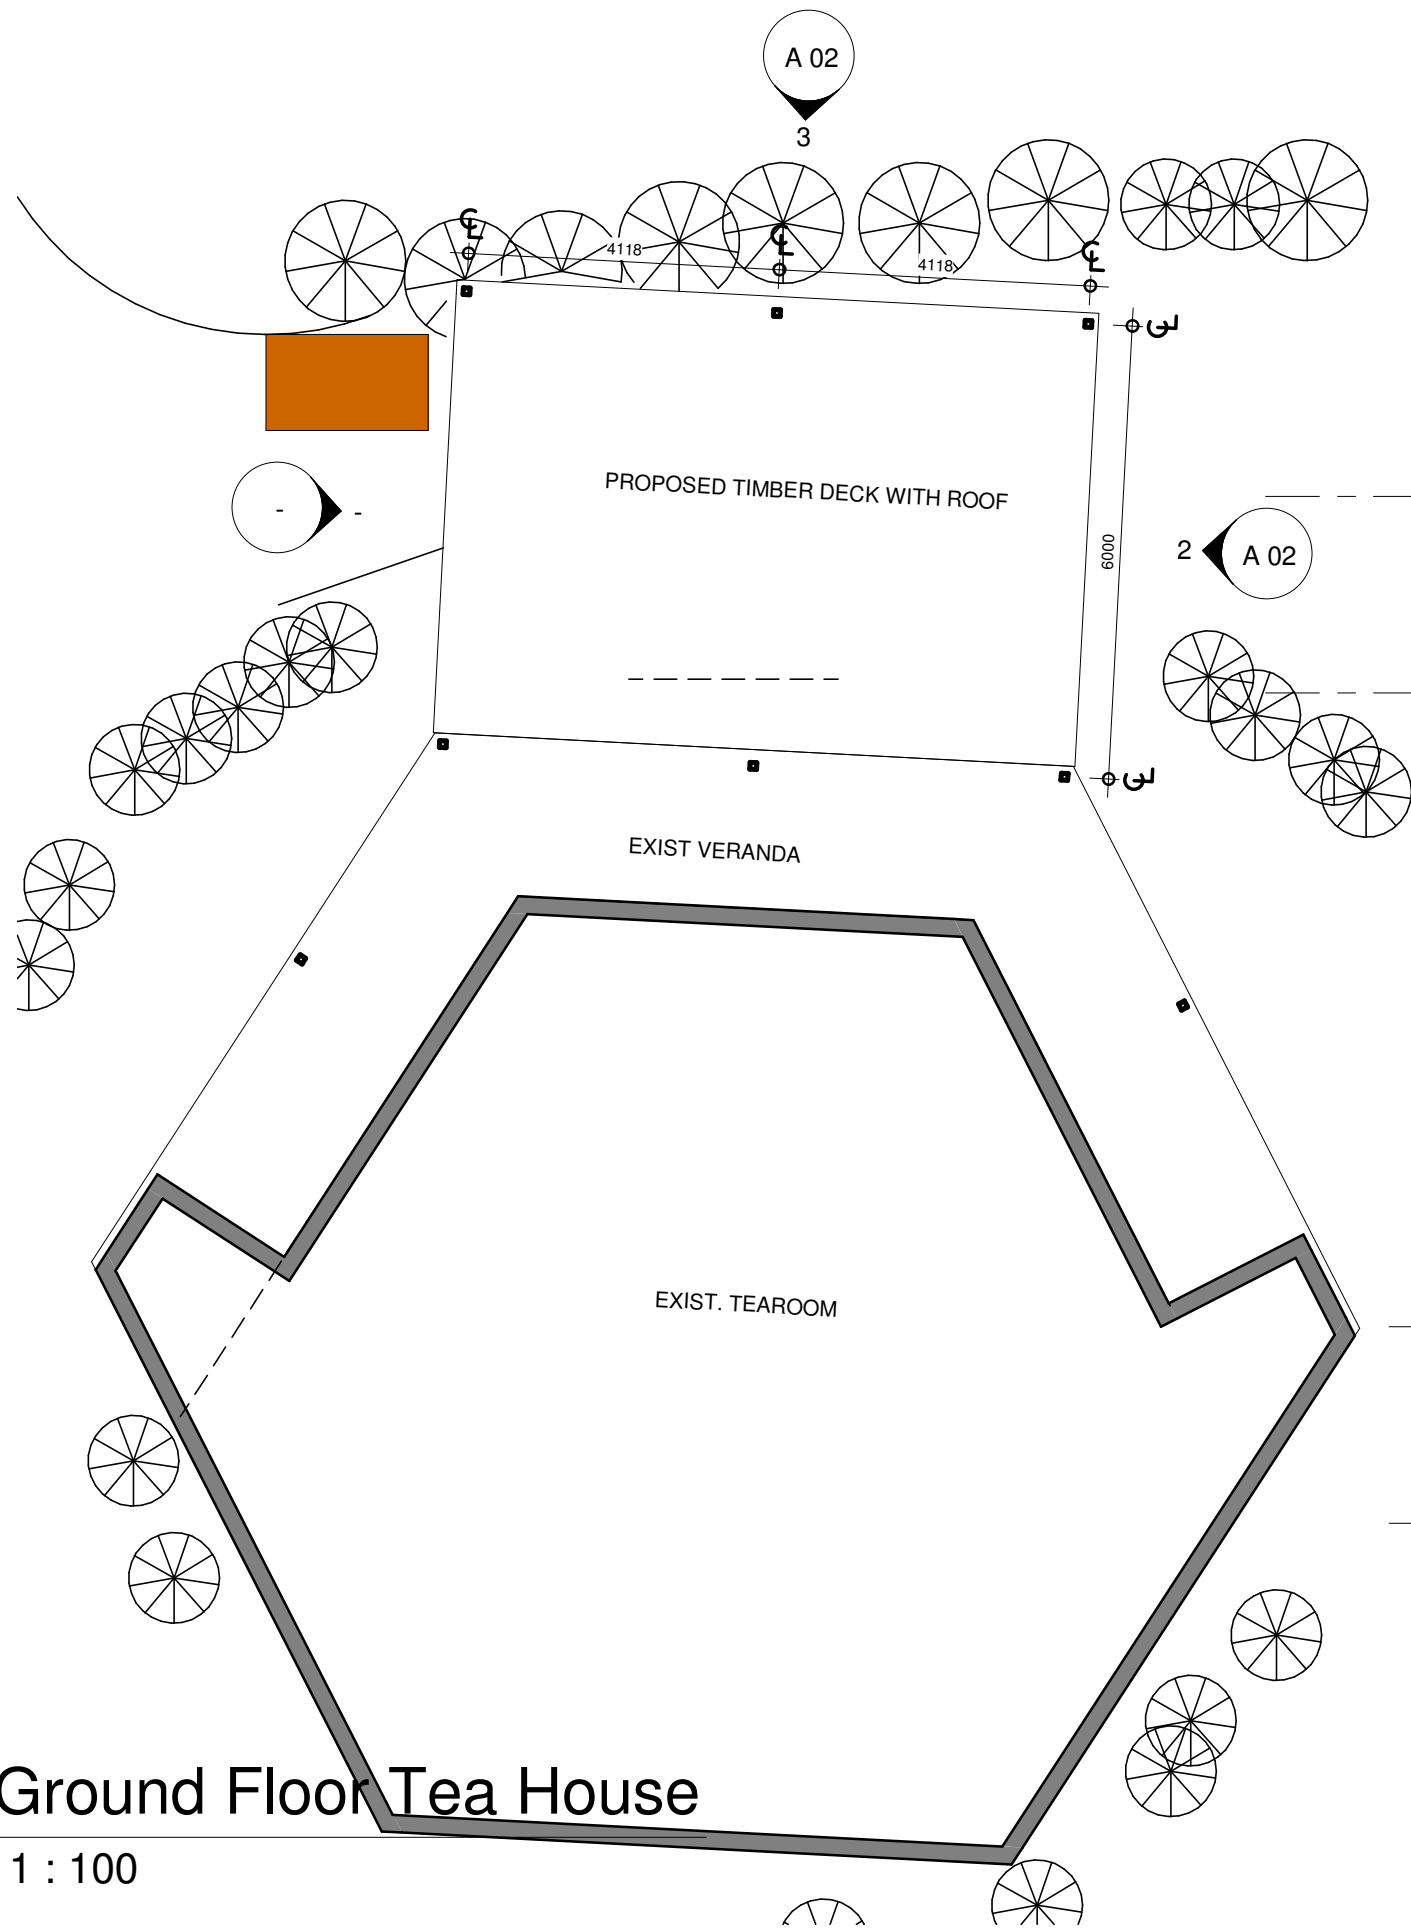 A 02
3
℄
4118
℄
4118
℄
℄
PROPOSED TIMBER DECK WITH ROOF
- -
6000
2 A 02
℄
EXIST VERANDA
EXIST. TEAROOM
Ground Floor Tea House
1 : 100